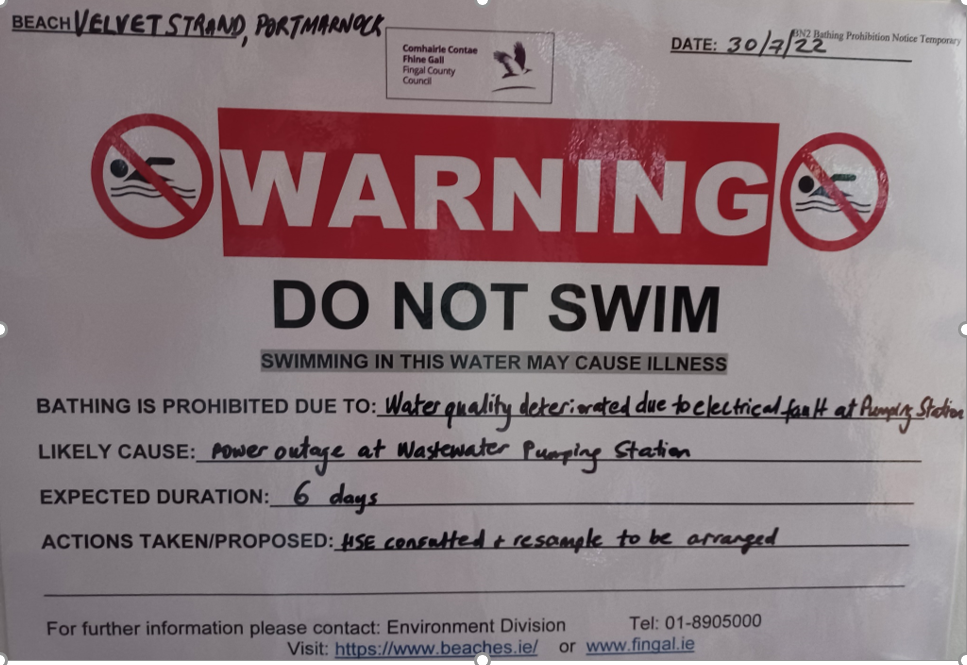 BEACH VELVET STRAND, PORTMARNOCK
Comhairle Contae
Fhine Gall
Fingal County
Council
BN2 Bathing Prohibition Notice Temporary
DATE: 30/7/22
WARNING
DO NOT SWIM
SWIMMING IN THIS WATER MAY CAUSE ILLNESS
BATHING IS PROHIBITED DUE TO: Water quality deteriorated due to electrical fault at Pumping Station
LIKELY CAUSE: Power outage at Wastewater Pumping Station
EXPECTED DURATION: 6 days
ACTIONS TAKEN/PROPOSED: HSE consulted + resample to be arranged
For further information please contact: Environment Division Tel: 01-8905000
Visit: https://www.beaches.ie/ or www.fingal.ie